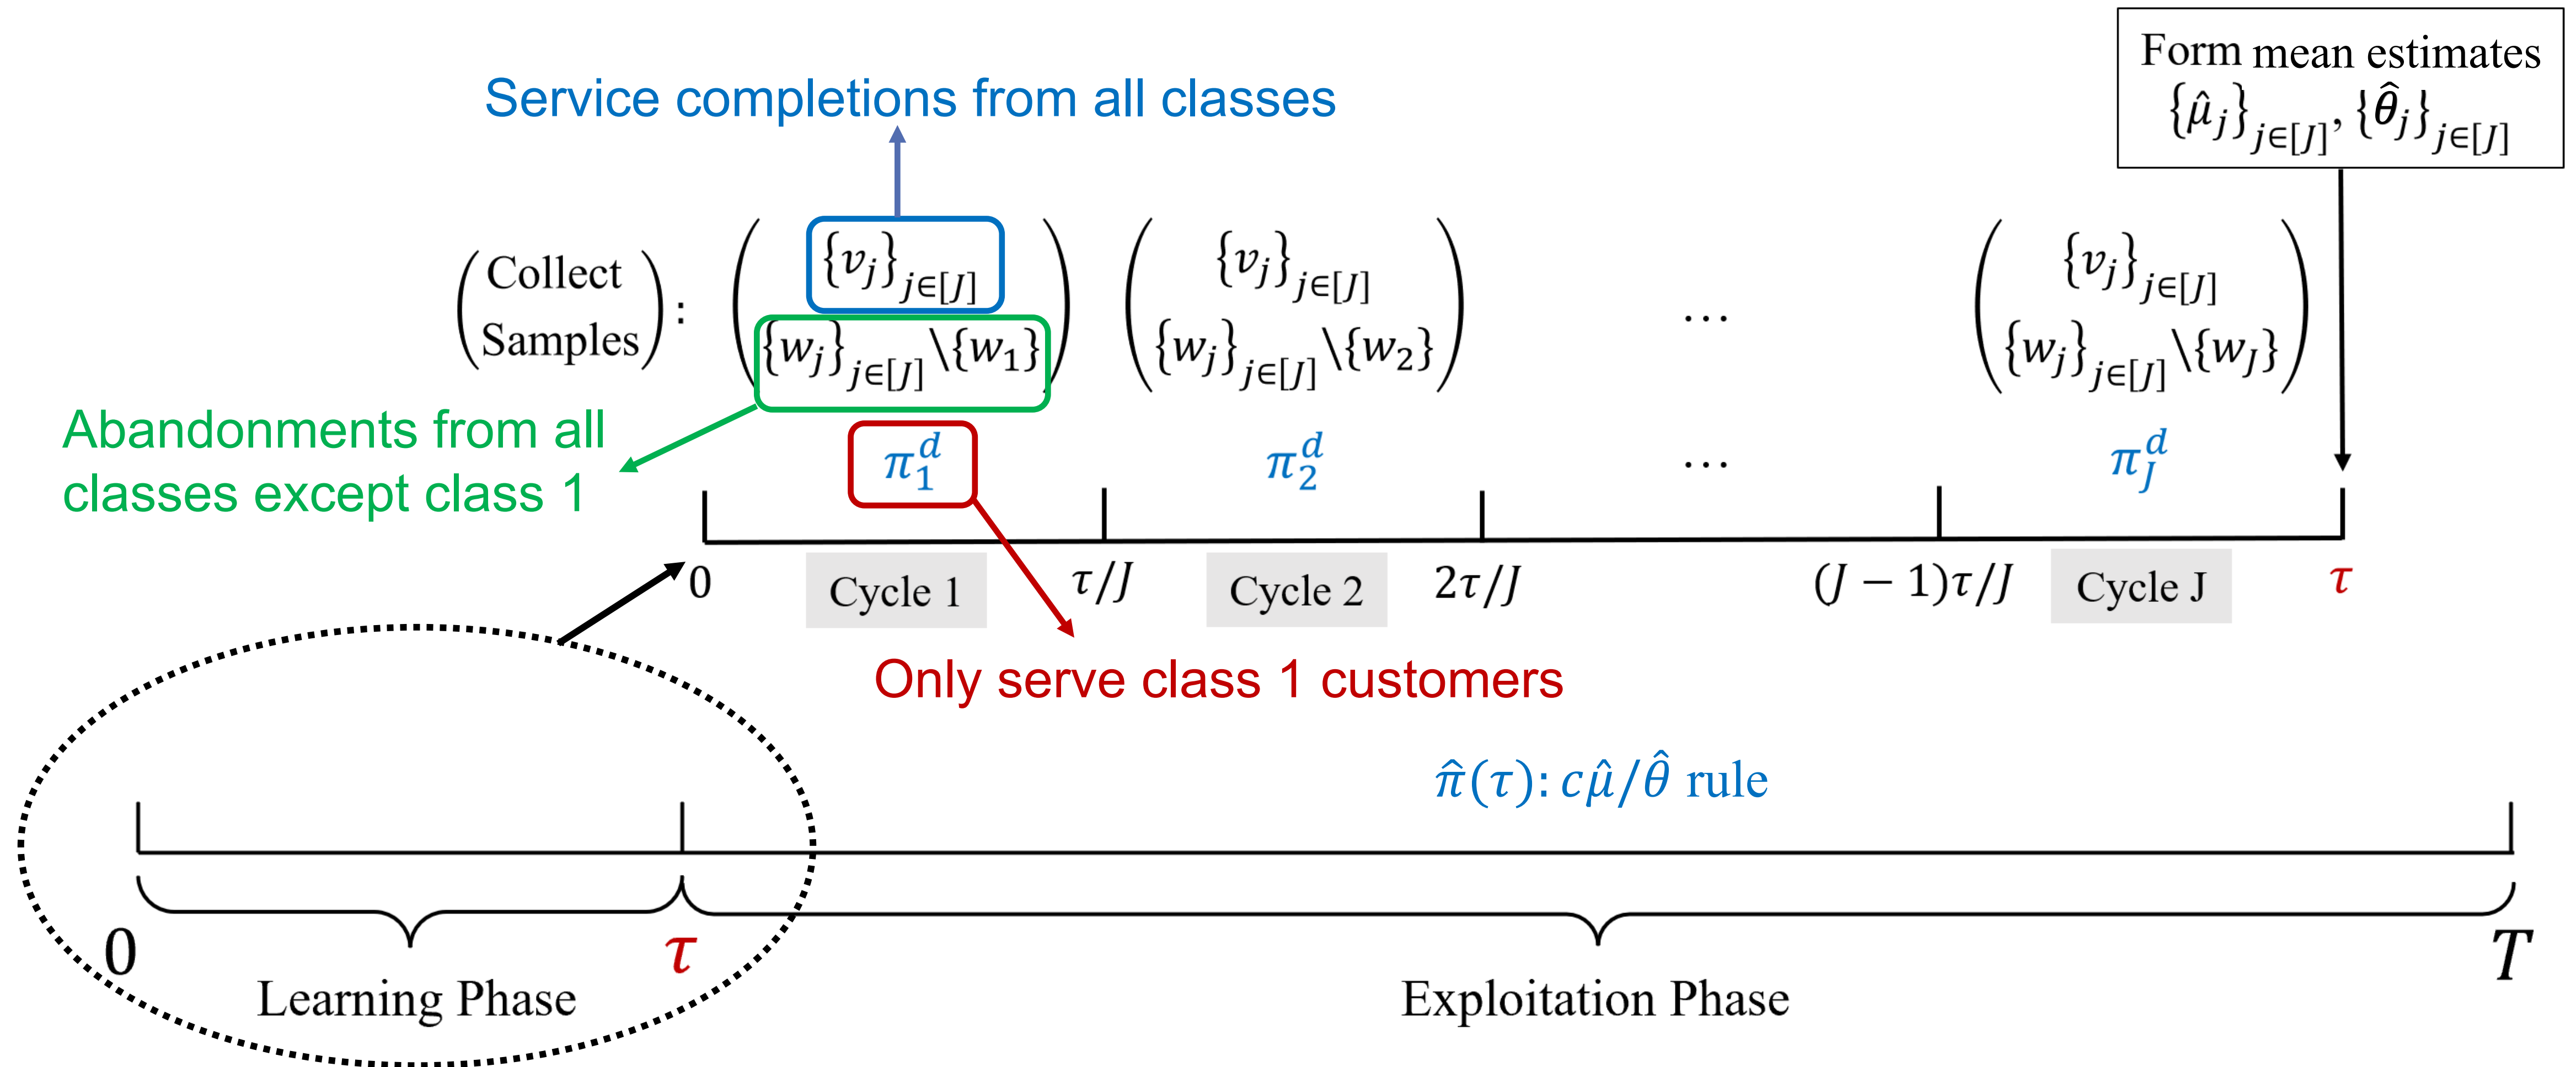 Form mean estimates
{μ̂_j}_{j∈[J]}, {θ̂_j}_{j∈[J]}
Service completions from all classes
(Collect Samples) :
{v_j}_{j∈[J]}
{w_j}_{j∈[J]}\{w_1}
{v_j}_{j∈[J]}
{w_j}_{j∈[J]}\{w_2}
...
{v_j}_{j∈[J]}
{w_j}_{j∈[J]}\{w_J}
Abandonments from all
classes except class 1
π_1^d
π_2^d
...
π_J^d
0
Cycle 1
τ/J
Cycle 2
2τ/J
(J − 1)τ/J
Cycle J
τ
Only serve class 1 customers
π̂(τ): cμ̂/θ̂ rule
0
τ
T
Learning Phase
Exploitation Phase